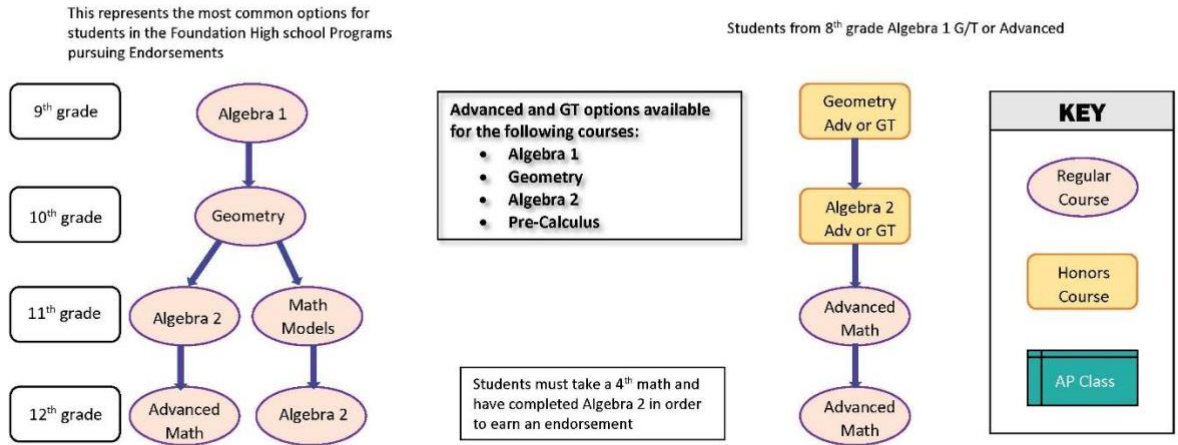 This represents the most common options for
students in the Foundation High school Programs
pursuing Endorsements
Students from 8th grade Algebra 1 G/T or Advanced
9th grade
Algebra 1
Advanced and GT options available
for the following courses:
• Algebra 1
• Geometry
• Algebra 2
• Pre-Calculus
Geometry
Adv or GT
KEY
Regular
Course
10th grade
Geometry
Algebra 2
Adv or GT
Honors
Course
11th grade
Algebra 2
Math
Models
Advanced
Math
AP Class
12th grade
Advanced
Math
Algebra 2
Students must take a 4th math and
have completed Algebra 2 in order
to earn an endorsement
Advanced
Math